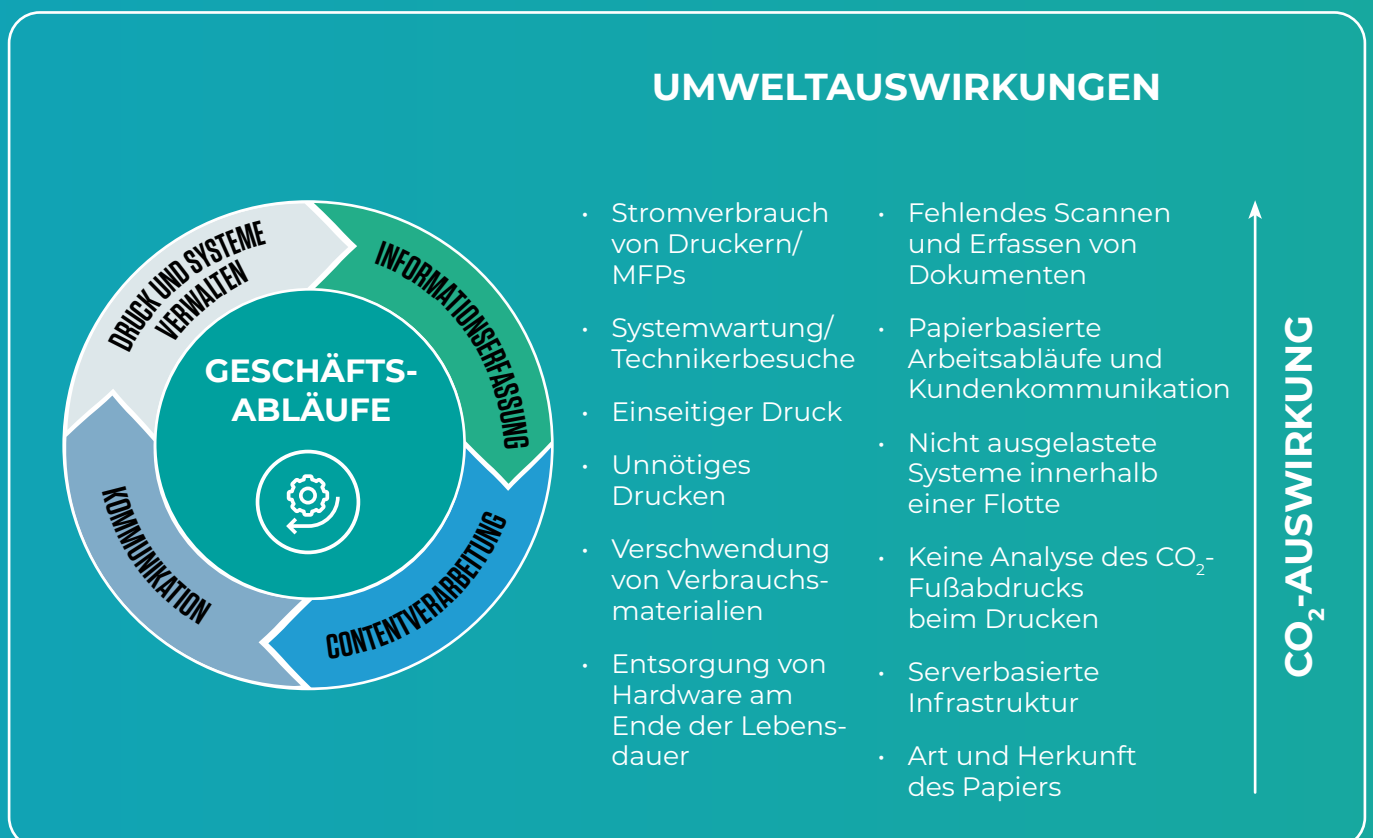 UMWELTAUSWIRKUNGEN
DRUCK UND SYSTEME
VERWALTEN
INFORMATIONSERFASSUNG
CONTENTVERARBEITUNG
KOMMUNIKATION
GESCHÄFTS-
ABLÄUFE
· Stromverbrauch
von Druckern/
MFPs
· Systemwartung/
Technikerbesuche
· Einseitiger Druck
· Unnötiges
Drucken
· Verschwendung
von Verbrauchs-
materialien
· Entsorgung von
Hardware am
Ende der Lebens-
dauer
· Fehlendes Scannen
und Erfassen von
Dokumenten
· Papierbasierte
Arbeitsabläufe und
Kundenkommunikation
· Nicht ausgelastete
Systeme innerhalb
einer Flotte
· Keine Analyse des CO₂-
Fußabdrucks
beim Drucken
· Serverbasierte
Infrastruktur
· Art und Herkunft
des Papiers
CO₂-AUSWIRKUNG